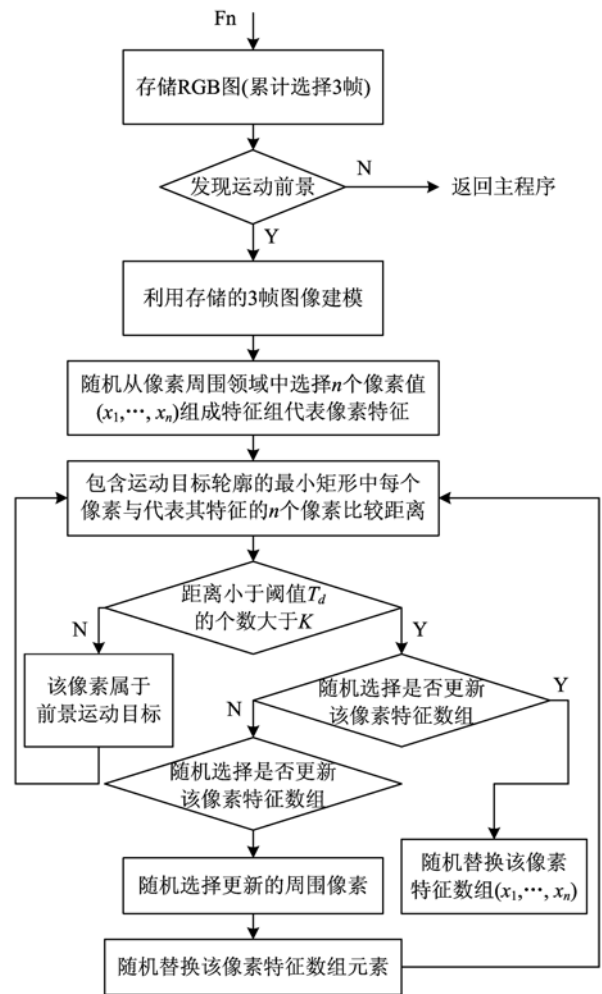 Fn
存储RGB图(累计选择3帧)
发现运动前景
N
返回主程序
Y
利用存储的3帧图像建模
随机从像素周围领域中选择n个像素值
(x₁,⋯, xₙ)组成特征组代表像素特征
包含运动目标轮廓的最小矩形中每个
像素与代表其特征的n个像素比较距离
距离小于阈值T_d
的个数大于K
N
Y
该像素属于
前景运动目标
随机选择是否更新
该像素特征数组
N
Y
随机选择是否更新
该像素特征数组
随机替换该像素
特征数组(x₁,⋯, xₙ)
随机选择更新的周围像素
随机替换该像素特征数组元素